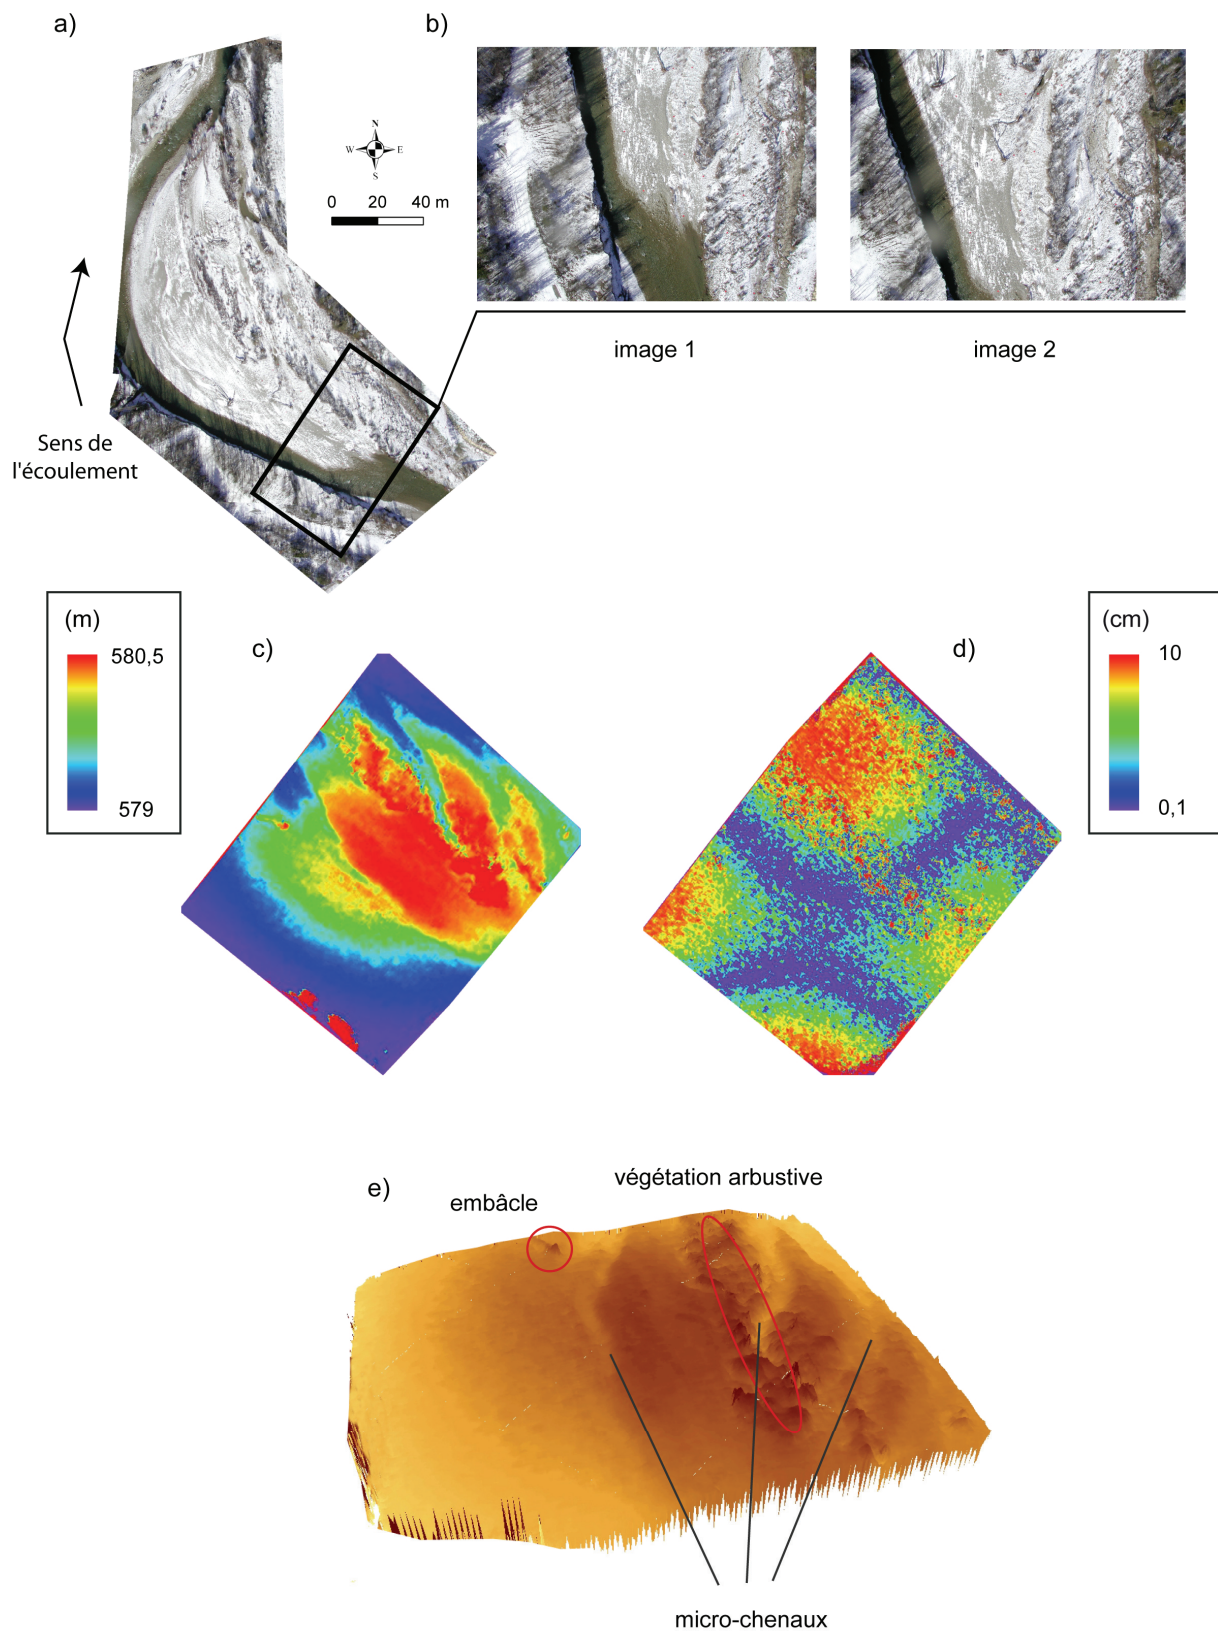 a)
b)
N
W E
S
0 20 40 m
image 1
image 2
Sens de
l'écoulement
(m)
580,5
579
c)
d)
(cm)
10
0,1
e)
végétation arbustive
embâcle
micro-chenaux